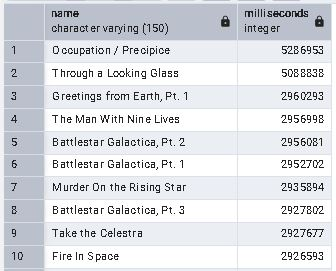 name milliseconds
character varying (150) integer
1 Occupation / Precipice 5286953
2 Through a Looking Glass 5088838
3 Greetings from Earth, Pt. 1 2960293
4 The Man With Nine Lives 2956998
5 Battlestar Galactica, Pt. 2 2956081
6 Battlestar Galactica, Pt. 1 2952702
7 Murder On the Rising Star 2935894
8 Battlestar Galactica, Pt. 3 2927802
9 Take the Celestra 2927677
10 Fire In Space 2926593